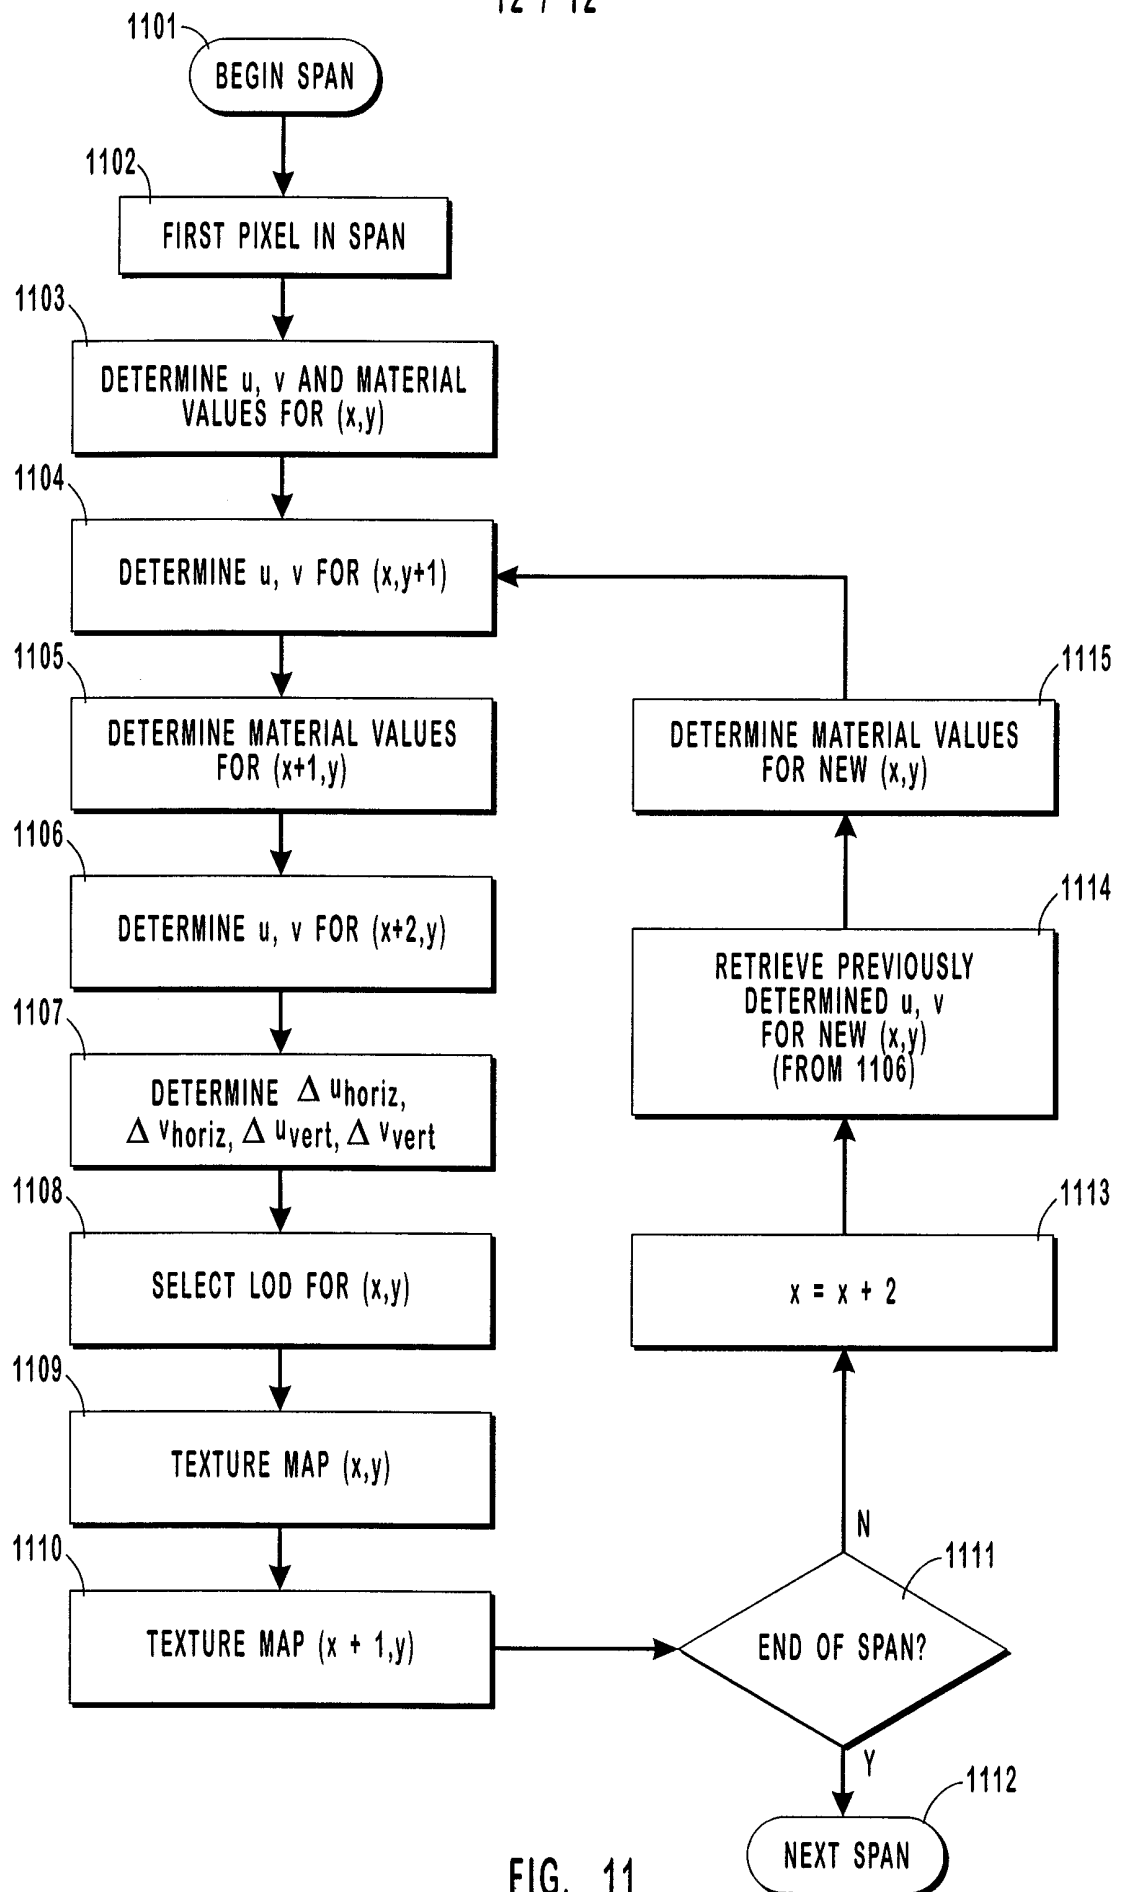 12 / 12
1101
BEGIN SPAN
1102
FIRST PIXEL IN SPAN
1103
DETERMINE u, v AND MATERIAL
VALUES FOR (x,y)
1104
DETERMINE u, v FOR (x,y+1)
1105
DETERMINE MATERIAL VALUES
FOR (x+1,y)
1106
DETERMINE u, v FOR (x+2,y)
1107
DETERMINE Δ uhoriz,
Δ vhoriz, Δ uvert, Δ vvert
1108
SELECT LOD FOR (x,y)
1109
TEXTURE MAP (x,y)
1110
TEXTURE MAP (x + 1,y)
1111
END OF SPAN?
N
Y
1112
NEXT SPAN
1113
x = x + 2
1114
RETRIEVE PREVIOUSLY
DETERMINED u, v
FOR NEW (x,y)
(FROM 1106)
1115
DETERMINE MATERIAL VALUES
FOR NEW (x,y)
FIG. 11